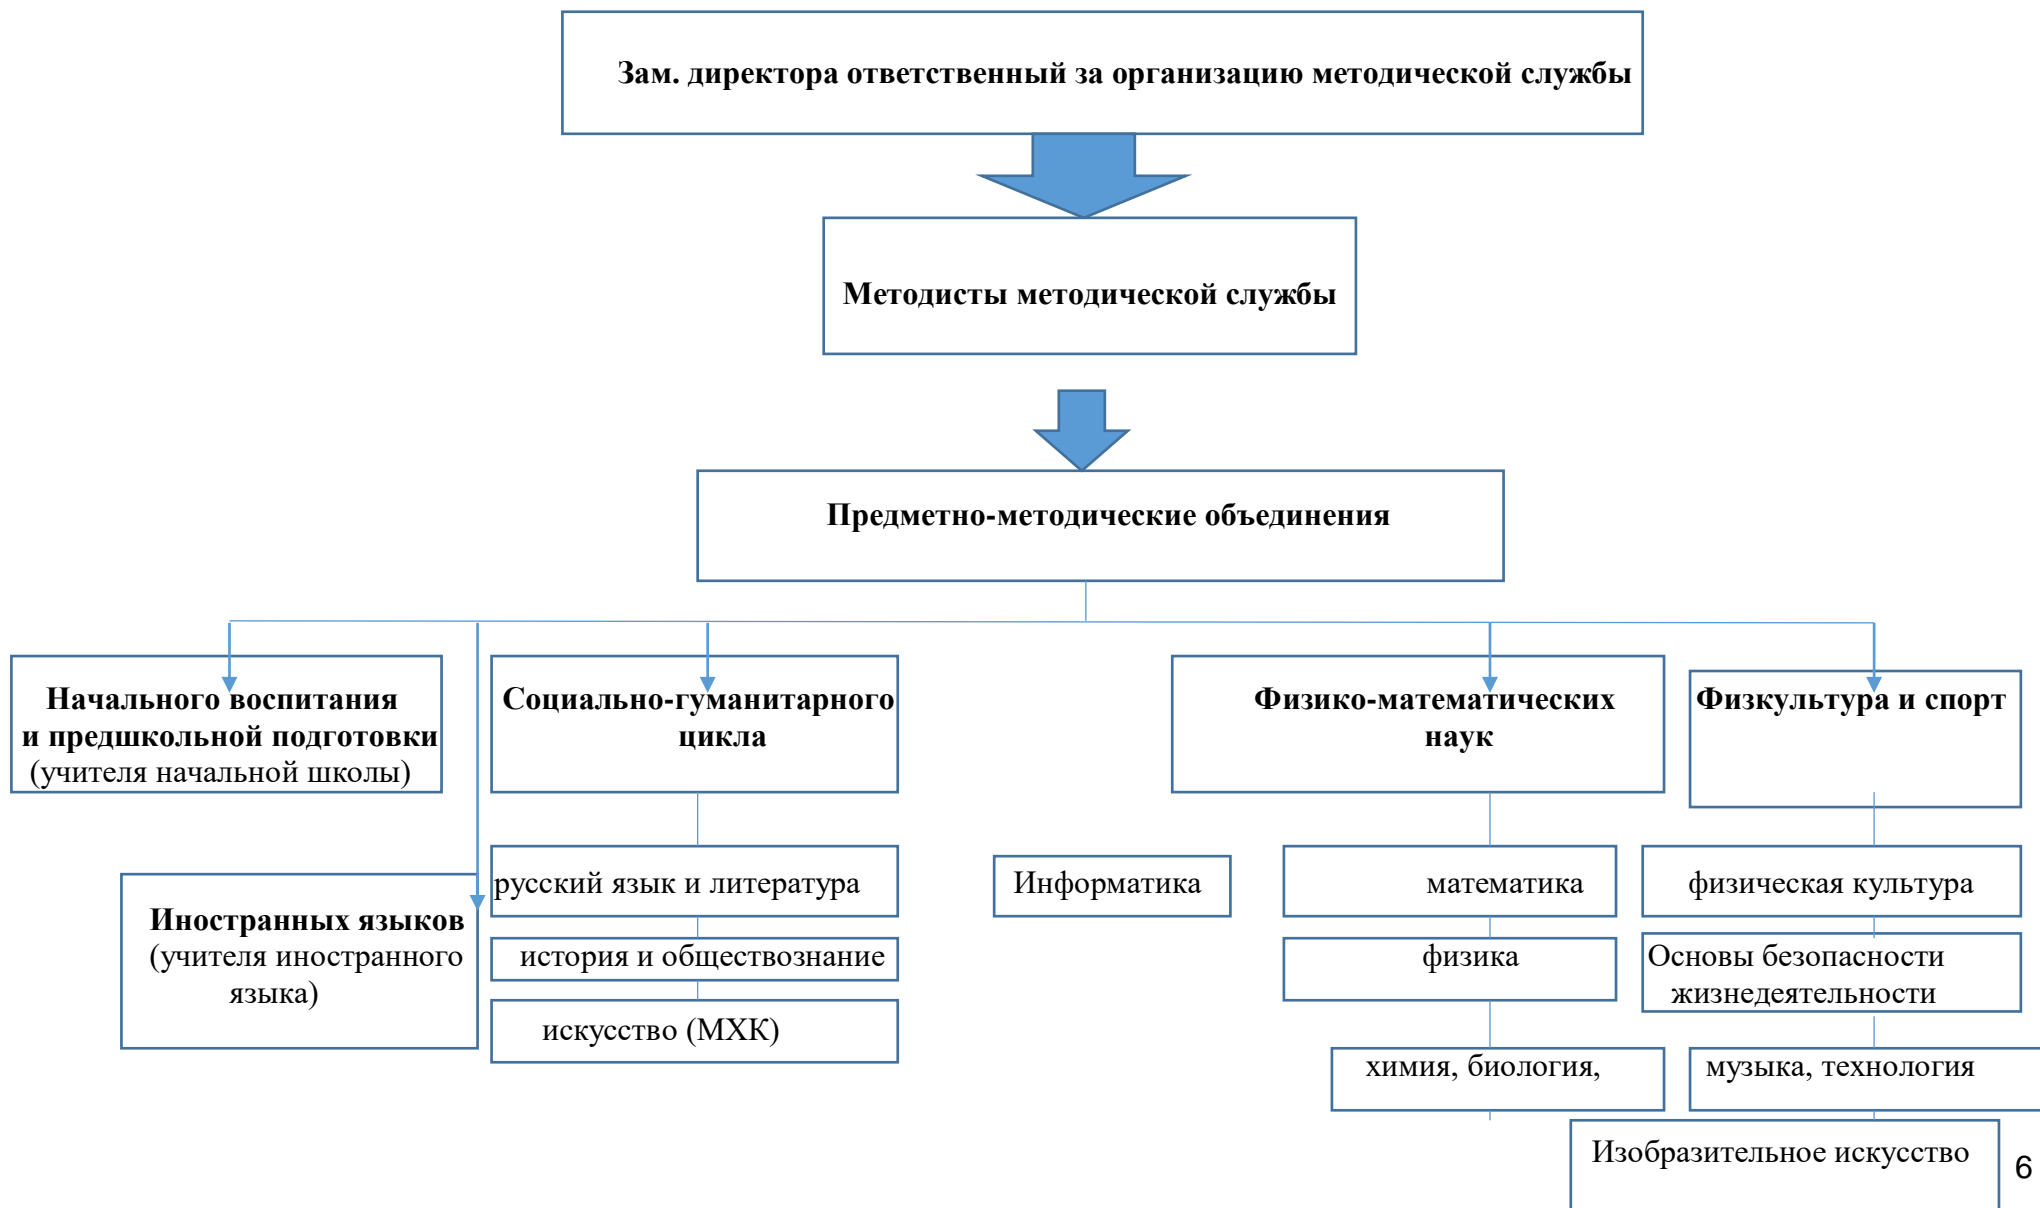 Зам. директора ответственный за организацию методической службы
Методисты методической службы
Предметно-методические объединения
Начального воспитания
и предшкольной подготовки
(учителя начальной школы)
Социально-гуманитарного
цикла
Физико-математических
наук
Физкультура и спорт
Иностранных языков
(учителя иностранного
языка)
русский язык и литература
история и обществознание
искусство (МХК)
Информатика
математика
физика
химия, биология,
физическая культура
Основы безопасности
жизнедеятельности
музыка, технология
Изобразительное искусство
6